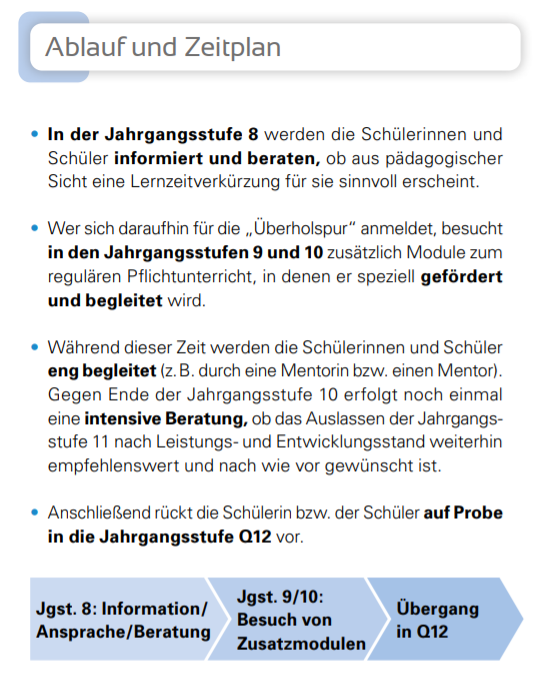 Ablauf und Zeitplan
• In der Jahrgangsstufe 8 werden die Schülerinnen und
Schüler informiert und beraten, ob aus pädagogischer
Sicht eine Lernzeitverkürzung für sie sinnvoll erscheint.
• Wer sich daraufhin für die „Überholspur“ anmeldet, besucht
in den Jahrgangsstufen 9 und 10 zusätzlich Module zum
regulären Pflichtunterricht, in denen er speziell gefördert
und begleitet wird.
• Während dieser Zeit werden die Schülerinnen und Schüler
eng begleitet (z. B. durch eine Mentorin bzw. einen Mentor).
Gegen Ende der Jahrgangsstufe 10 erfolgt noch einmal
eine intensive Beratung, ob das Auslassen der Jahrgangs-
stufe 11 nach Leistungs- und Entwicklungsstand weiterhin
empfehlenswert und nach wie vor gewünscht ist.
• Anschließend rückt die Schülerin bzw. der Schüler auf Probe
in die Jahrgangsstufe Q12 vor.
Jgst. 8: Information/
Ansprache/Beratung
Jgst. 9/10:
Besuch von
Zusatzmodulen
Übergang
in Q12